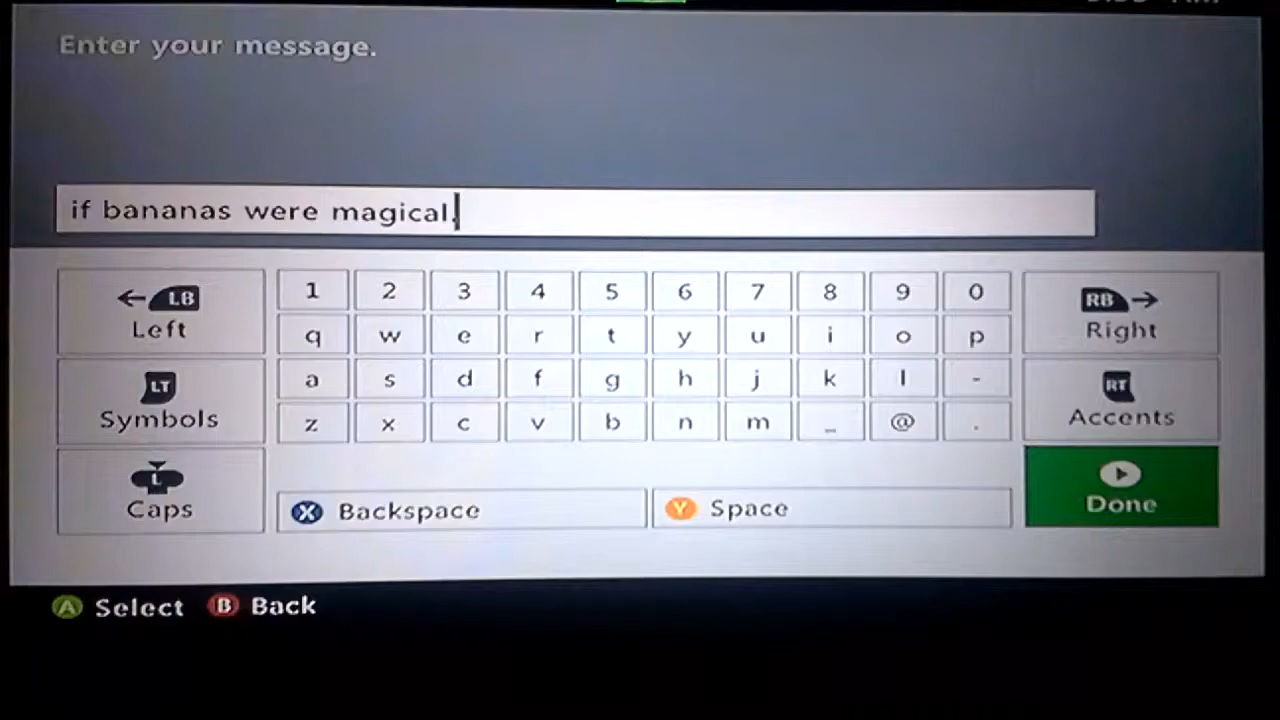 Enter your message.
if bananas were magical.
LB
Left
1 2 3 4 5 6 7 8 9 0
RB
Right
q w e r t y u i o p
LT
Symbols
a s d f g h j k l -
RT
Accents
z x c v b n m _ @ .
L
Caps
X Backspace
Y Space
Done
A Select B Back